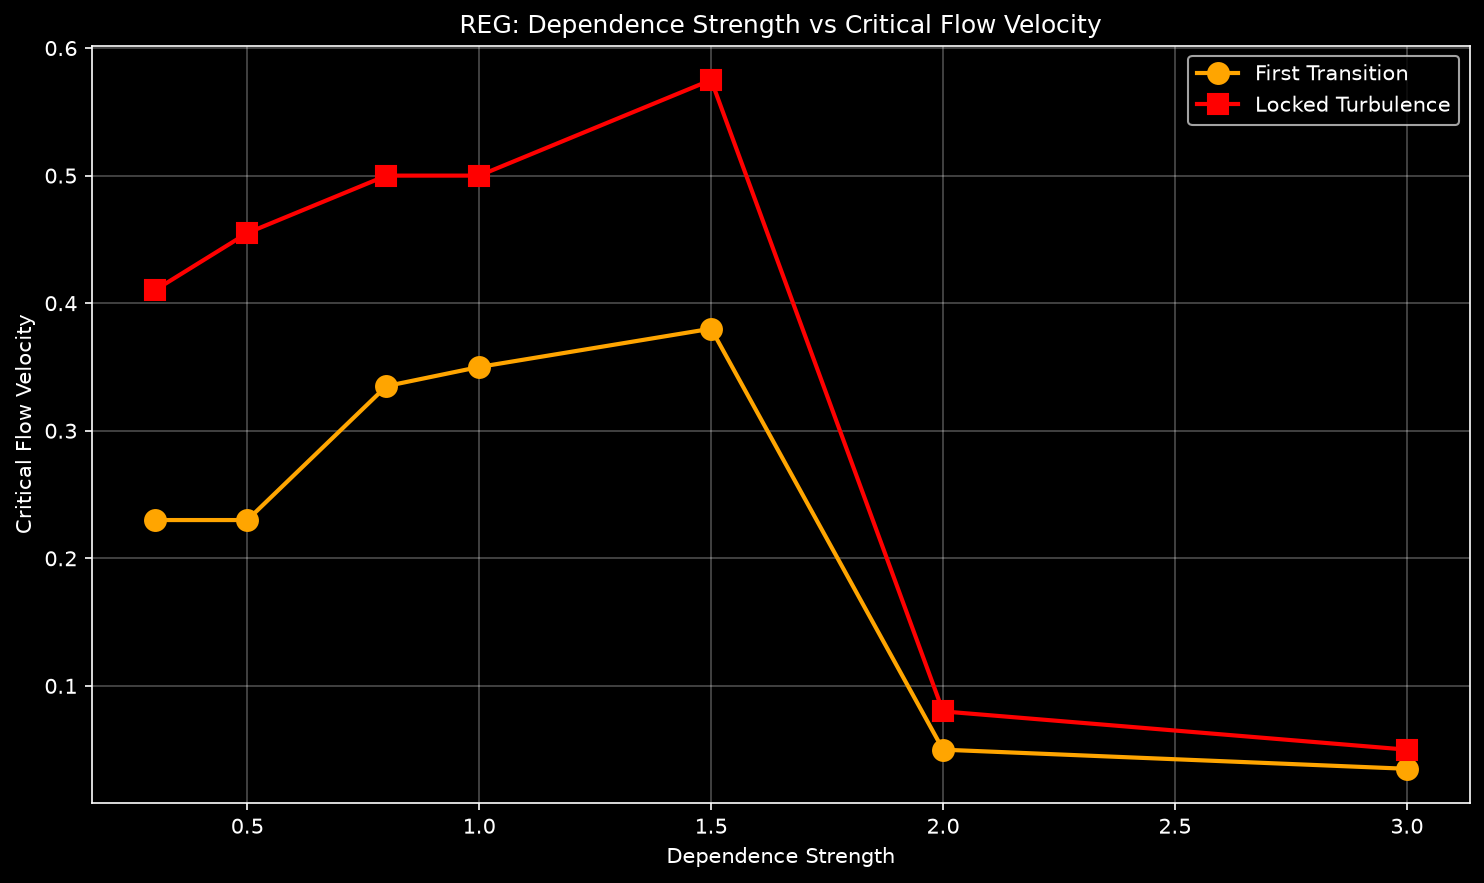 REG: Dependence Strength vs Critical Flow Velocity
First Transition
Locked Turbulence
Critical Flow Velocity
0.6
0.5
0.4
0.3
0.2
0.1
0.5 1.0 1.5 2.0 2.5 3.0
Dependence Strength